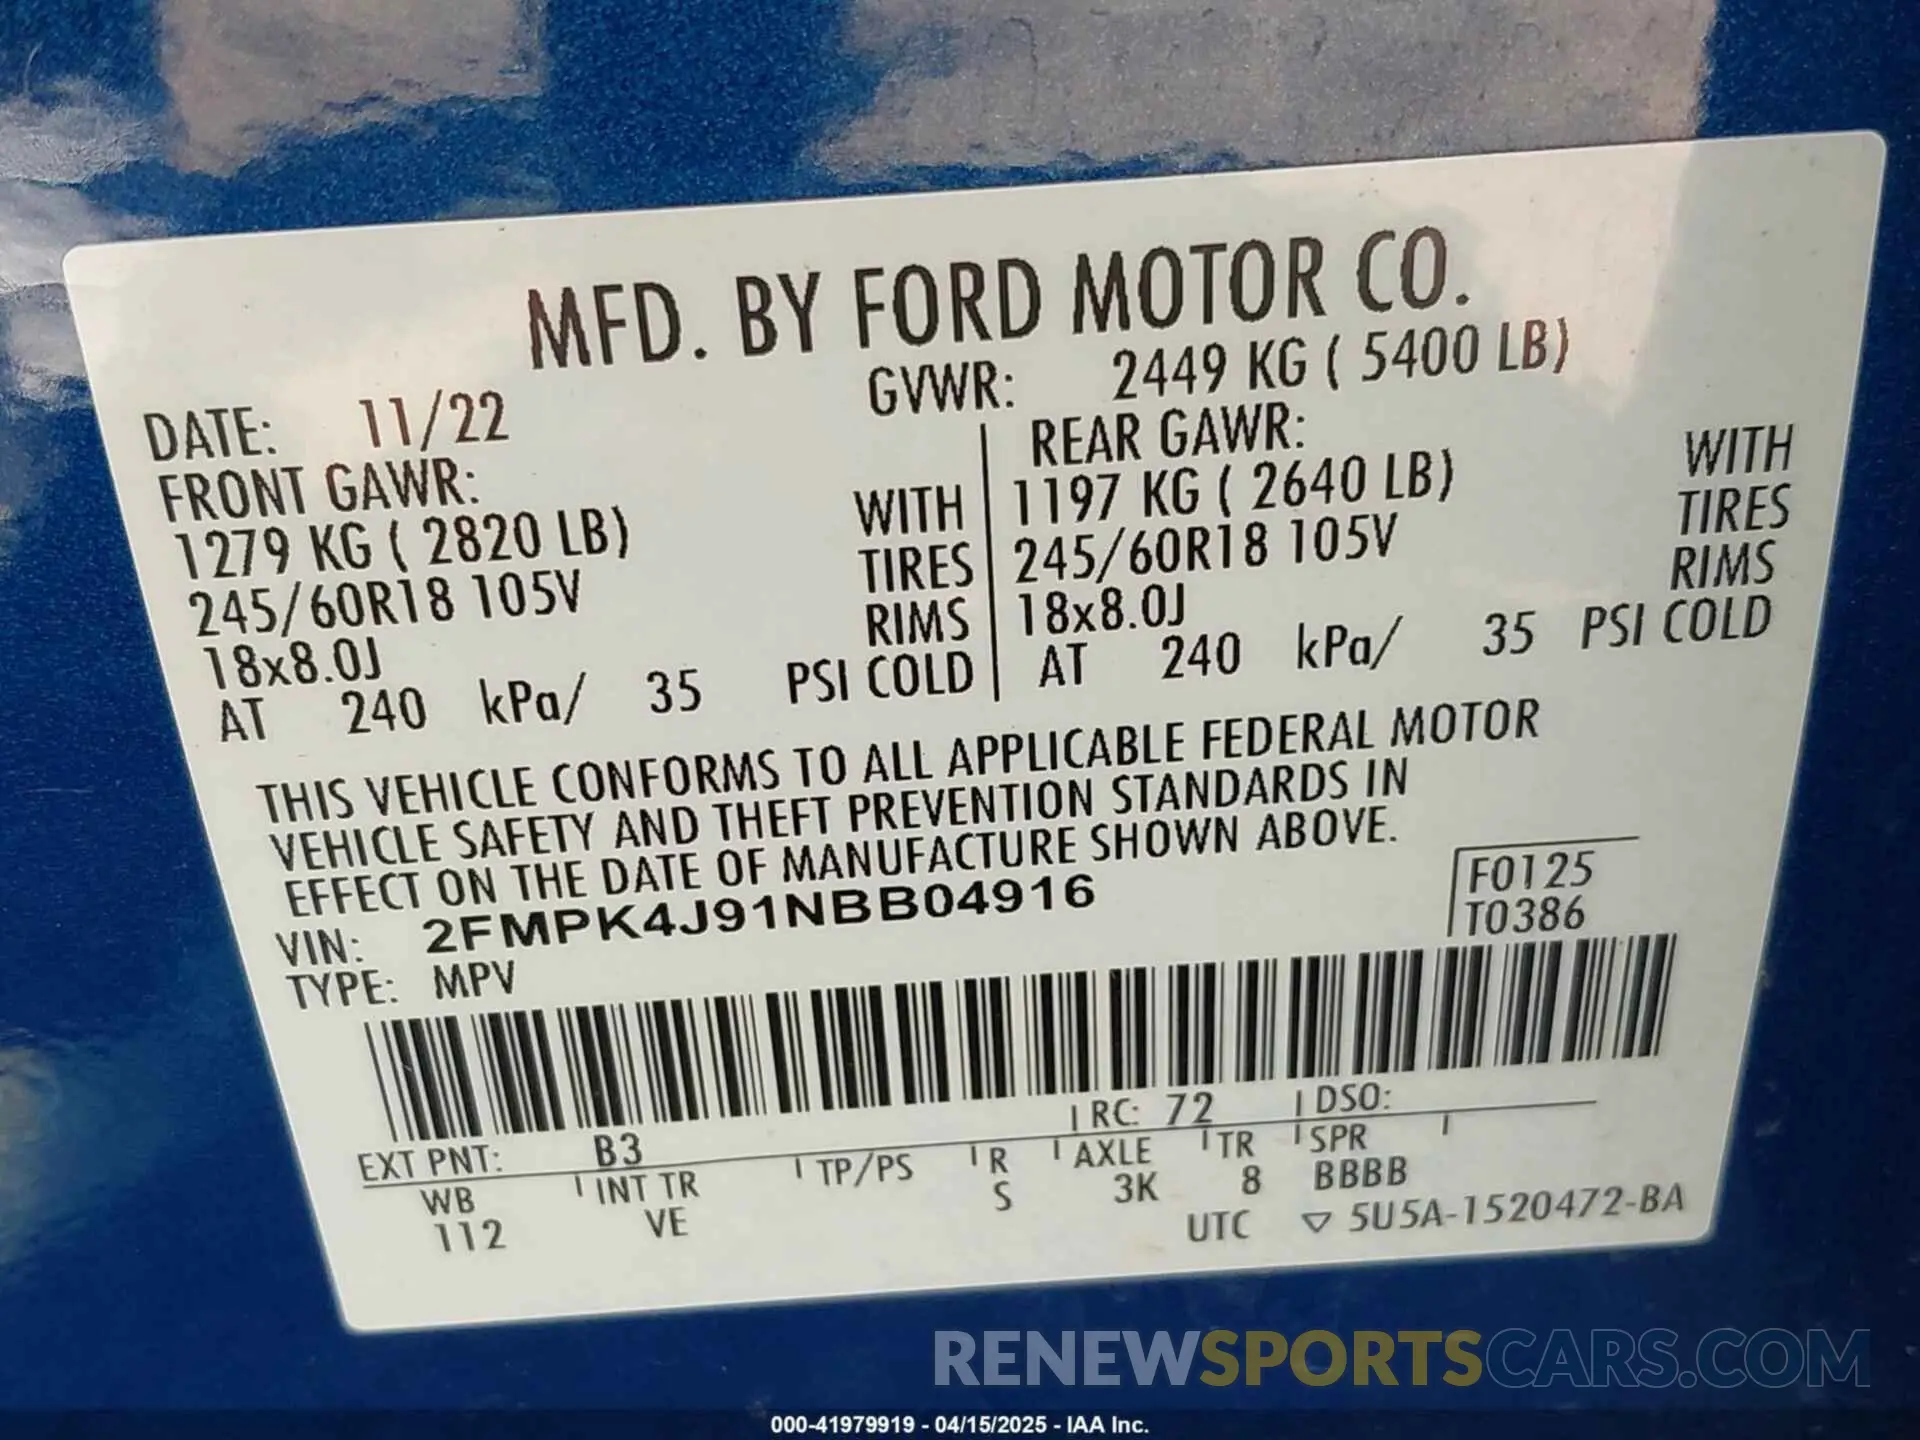 MFD. BY FORD MOTOR CO.
DATE: 11/22 GVWR: 2449 KG ( 5400 LB)
FRONT GAWR: REAR GAWR:
1279 KG ( 2820 LB) WITH 1197 KG ( 2640 LB) WITH
245/60R18 105V TIRES 245/60R18 105V TIRES
18x8.0J RIMS 18x8.0J RIMS
AT 240 kPa/ 35 PSI COLD AT 240 kPa/ 35 PSI COLD
THIS VEHICLE CONFORMS TO ALL APPLICABLE FEDERAL MOTOR
VEHICLE SAFETY AND THEFT PREVENTION STANDARDS IN
EFFECT ON THE DATE OF MANUFACTURE SHOWN ABOVE.
VIN: 2FMPK4J91NBB04916 F0125
TYPE: MPV T0386
EXT PNT: B3 RC: 72 DSO:
WB INT TR TP/PS R AXLE TR SPR
112 VE S 3K 8 BBBB
UTC ▽ 5U5A-1520472-BA
RENEWSPORTSCARS.COM
000-41979919 - 04/15/2025 - IAA Inc.